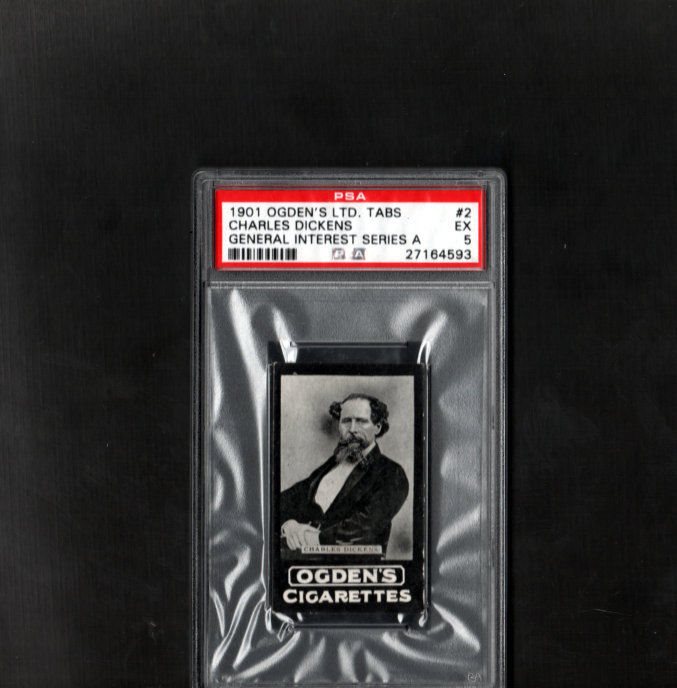 PSA
1901 OGDEN'S LTD. TABS #2
CHARLES DICKENS EX
GENERAL INTEREST SERIES A 5
27164593
CHARLES DICKENS
OGDEN'S
CIGARETTES